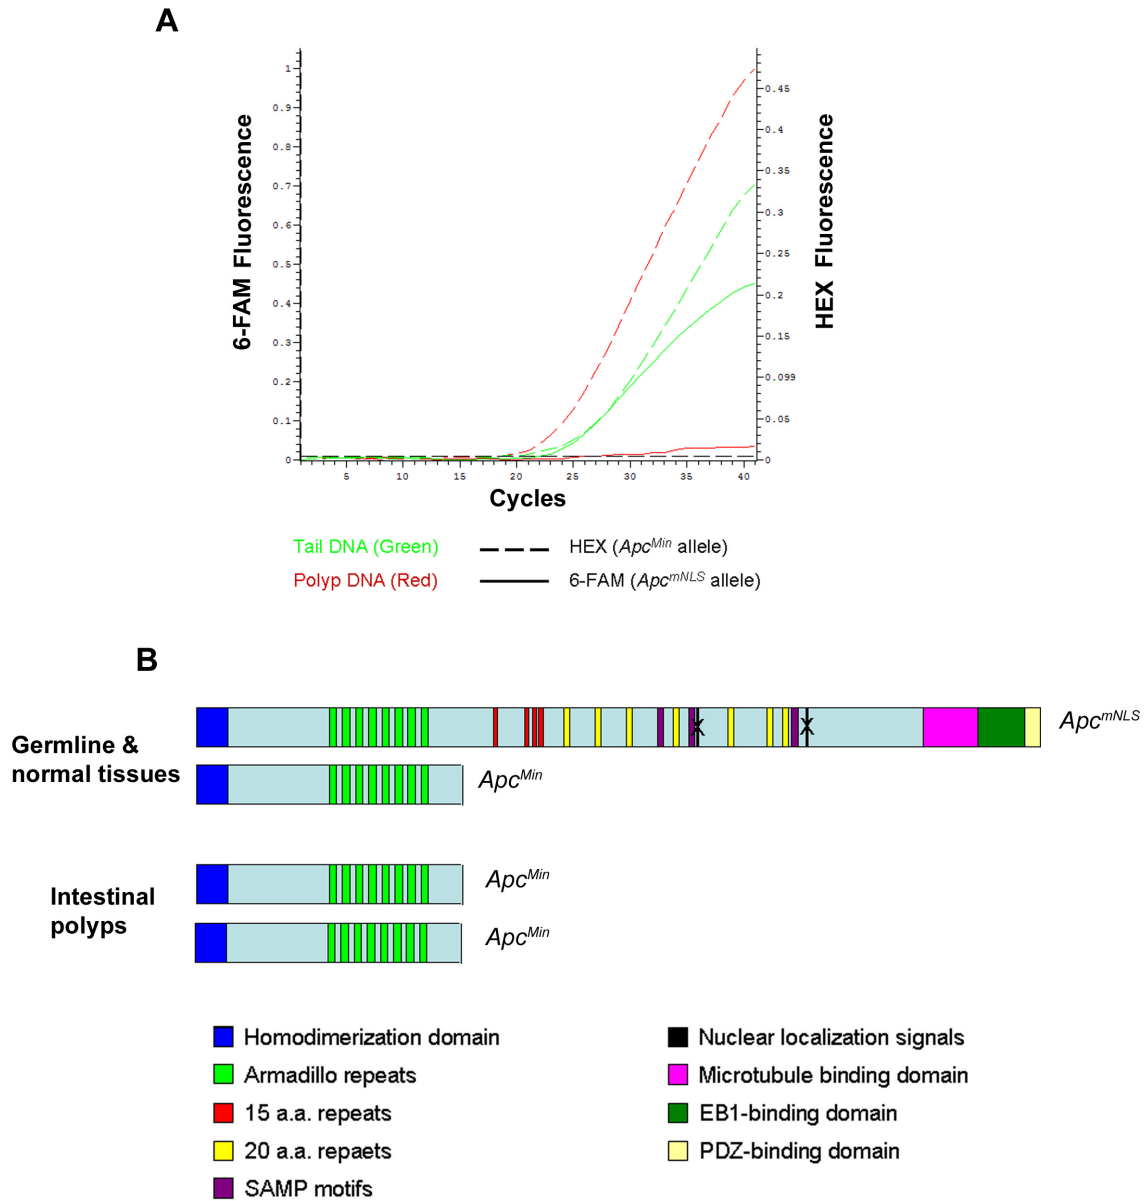 A
6-FAM Fluorescence
1
0.9
0.8
0.7
0.6
0.5
0.4
0.3
0.2
0.1
0
0.45
0.4
0.35
0.3
0.25
0.2
0.15
0.099
0.05
0
HEX Fluorescence
5 10 15 20 25 30 35 40
Cycles
Tail DNA (Green) HEX (ApcMin allele)
Polyp DNA (Red) 6-FAM (ApcmNLS allele)
B
Germline &
normal tissues
X X
ApcmNLS
ApcMin
Intestinal
polyps
ApcMin
ApcMin
Homodimerization domain
Armadillo repeats
15 a.a. repeats
20 a.a. repaets
SAMP motifs
Nuclear localization signals
Microtubule binding domain
EB1-binding domain
PDZ-binding domain